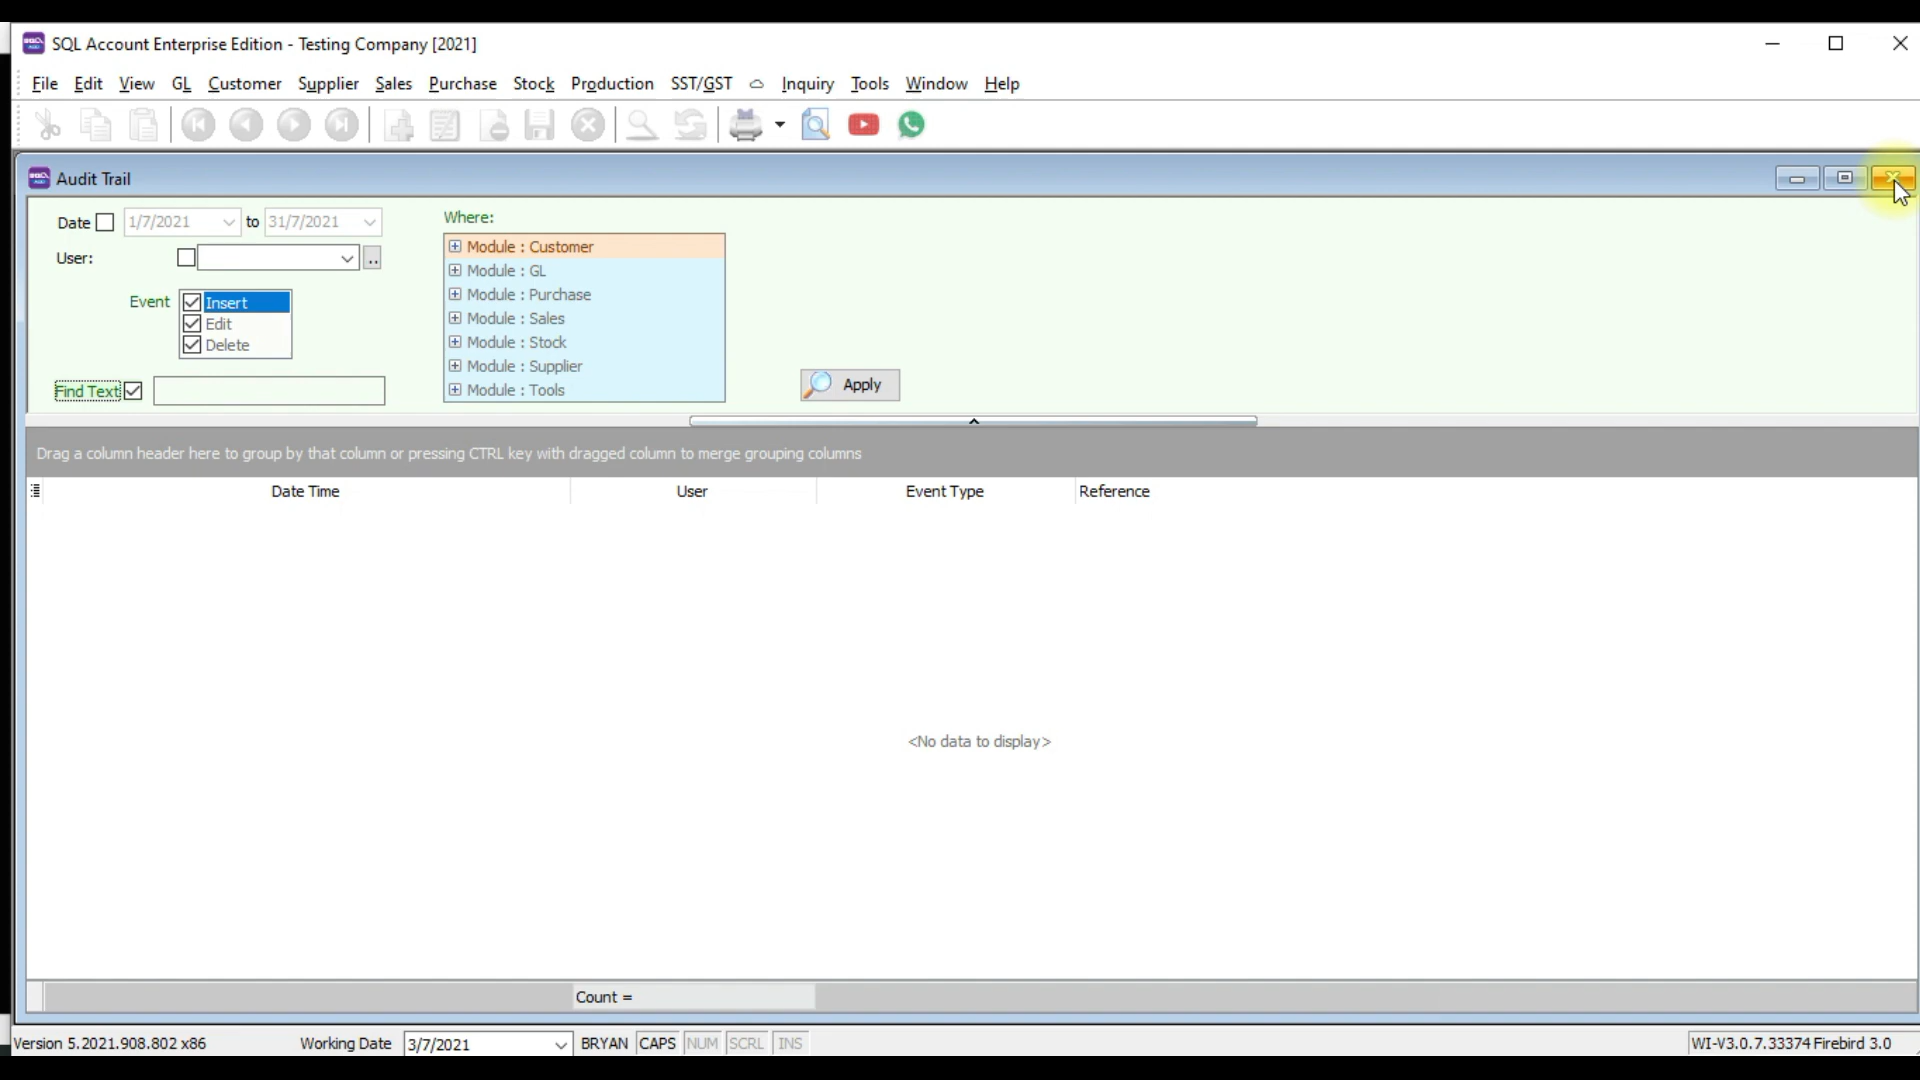 SQL Account Enterprise Edition - Testing Company [2021]
File Edit View GL Customer Supplier Sales Purchase Stock Production SST/GST Inquiry Tools Window Help
Audit Trail
Date 1/7/2021 to 31/7/2021
User:
Event Insert
Edit
Delete
Find Text
Where:
Module : Customer
Module : GL
Module : Purchase
Module : Sales
Module : Stock
Module : Supplier
Module : Tools
Apply
Drag a column header here to group by that column or pressing CTRL key with dragged column to merge grouping columns
Date Time User Event Type Reference
<No data to display>
Count =
Version 5.2021.908.802 x86 Working Date 3/7/2021 BRYAN CAPS NUM SCRL INS WI-V3.0.7.33374 Firebird 3.0